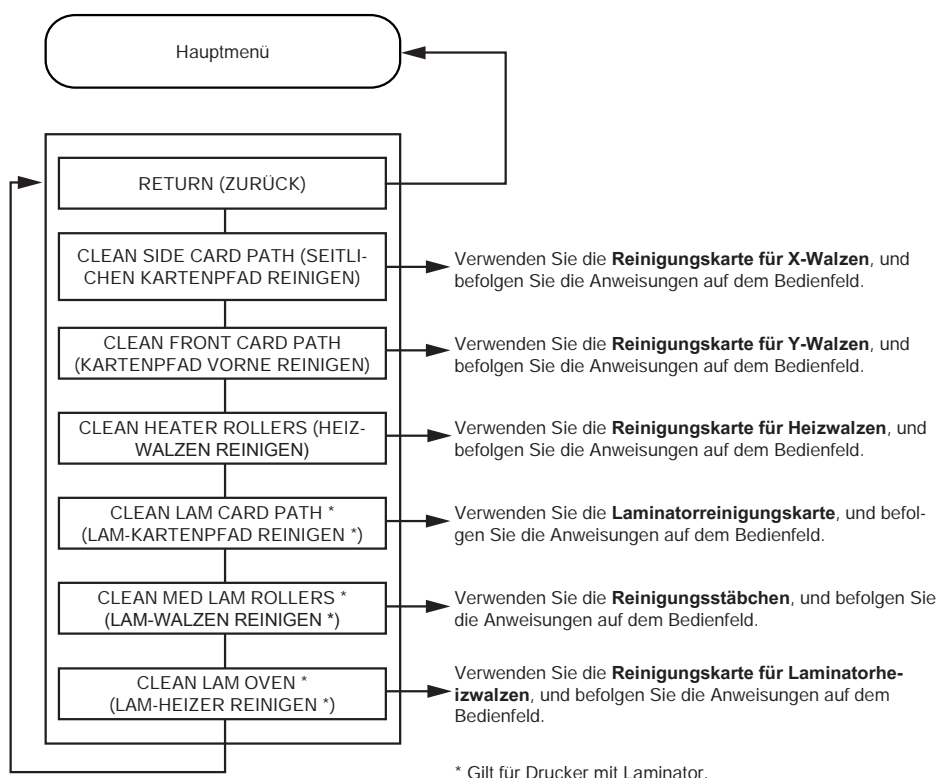 Hauptmenü
RETURN (ZURÜCK)
CLEAN SIDE CARD PATH (SEITLI-
CHEN KARTENPFAD REINIGEN)
Verwenden Sie die Reinigungskarte für X-Walzen, und
befolgen Sie die Anweisungen auf dem Bedienfeld.
CLEAN FRONT CARD PATH
(KARTENPFAD VORNE REINIGEN)
Verwenden Sie die Reinigungskarte für Y-Walzen, und
befolgen Sie die Anweisungen auf dem Bedienfeld.
CLEAN HEATER ROLLERS (HEIZ-
WALZEN REINIGEN)
Verwenden Sie die Reinigungskarte für Heizwalzen, und
befolgen Sie die Anweisungen auf dem Bedienfeld.
CLEAN LAM CARD PATH *
(LAM-KARTENPFAD REINIGEN *)
Verwenden Sie die Laminatorreinigungskarte, und befol-
gen Sie die Anweisungen auf dem Bedienfeld.
CLEAN MED LAM ROLLERS *
(LAM-WALZEN REINIGEN *)
Verwenden Sie die Reinigungsstäbchen, und befolgen Sie
die Anweisungen auf dem Bedienfeld.
CLEAN LAM OVEN *
(LAM-HEIZER REINIGEN *)
Verwenden Sie die Reinigungskarte für Laminatorhe-
izwalzen, und befolgen Sie die Anweisungen auf dem
Bedienfeld.
* Gilt für Drucker mit Laminator.